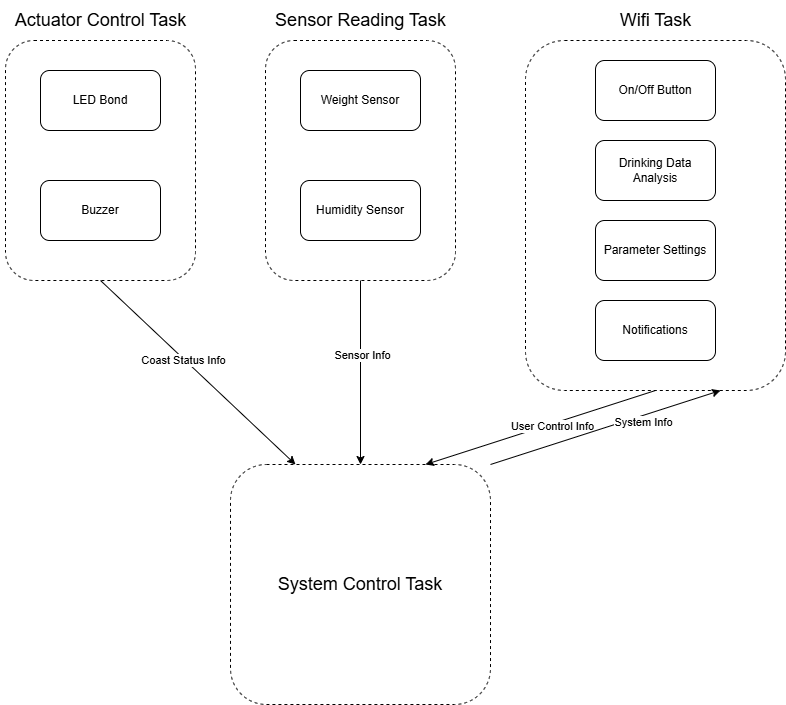 Actuator Control Task
Sensor Reading Task
Wifi Task
LED Bond
Buzzer
Weight Sensor
Humidity Sensor
On/Off Button
Drinking Data
Analysis
Parameter Settings
Notifications
Coast Status Info
Sensor Info
User Control Info
System Info
System Control Task